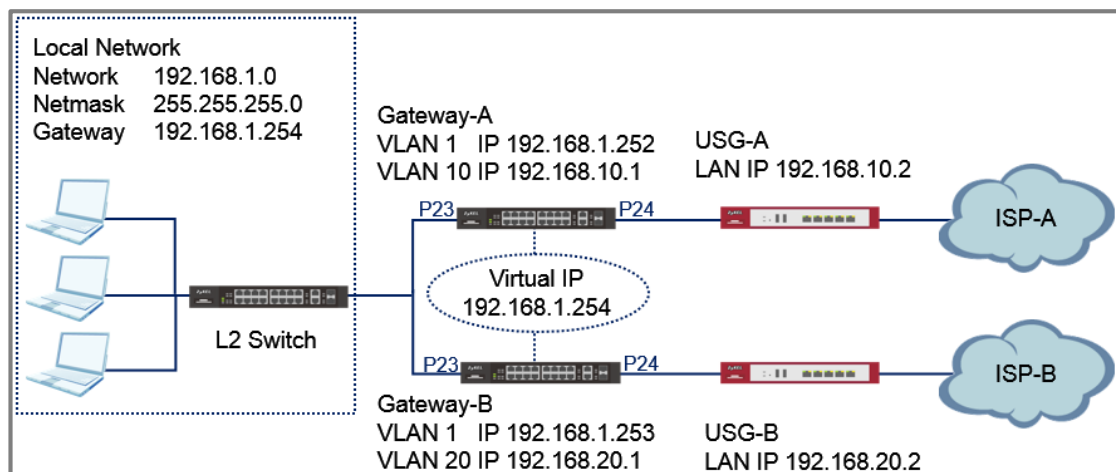 Local Network
Network 192.168.1.0
Netmask 255.255.255.0
Gateway 192.168.1.254
L2 Switch
Gateway-A
VLAN 1 IP 192.168.1.252
VLAN 10 IP 192.168.10.1
P23
P24
USG-A
LAN IP 192.168.10.2
ISP-A
Virtual IP
192.168.1.254
P23
P24
Gateway-B
VLAN 1 IP 192.168.1.253
VLAN 20 IP 192.168.20.1
USG-B
LAN IP 192.168.20.2
ISP-B